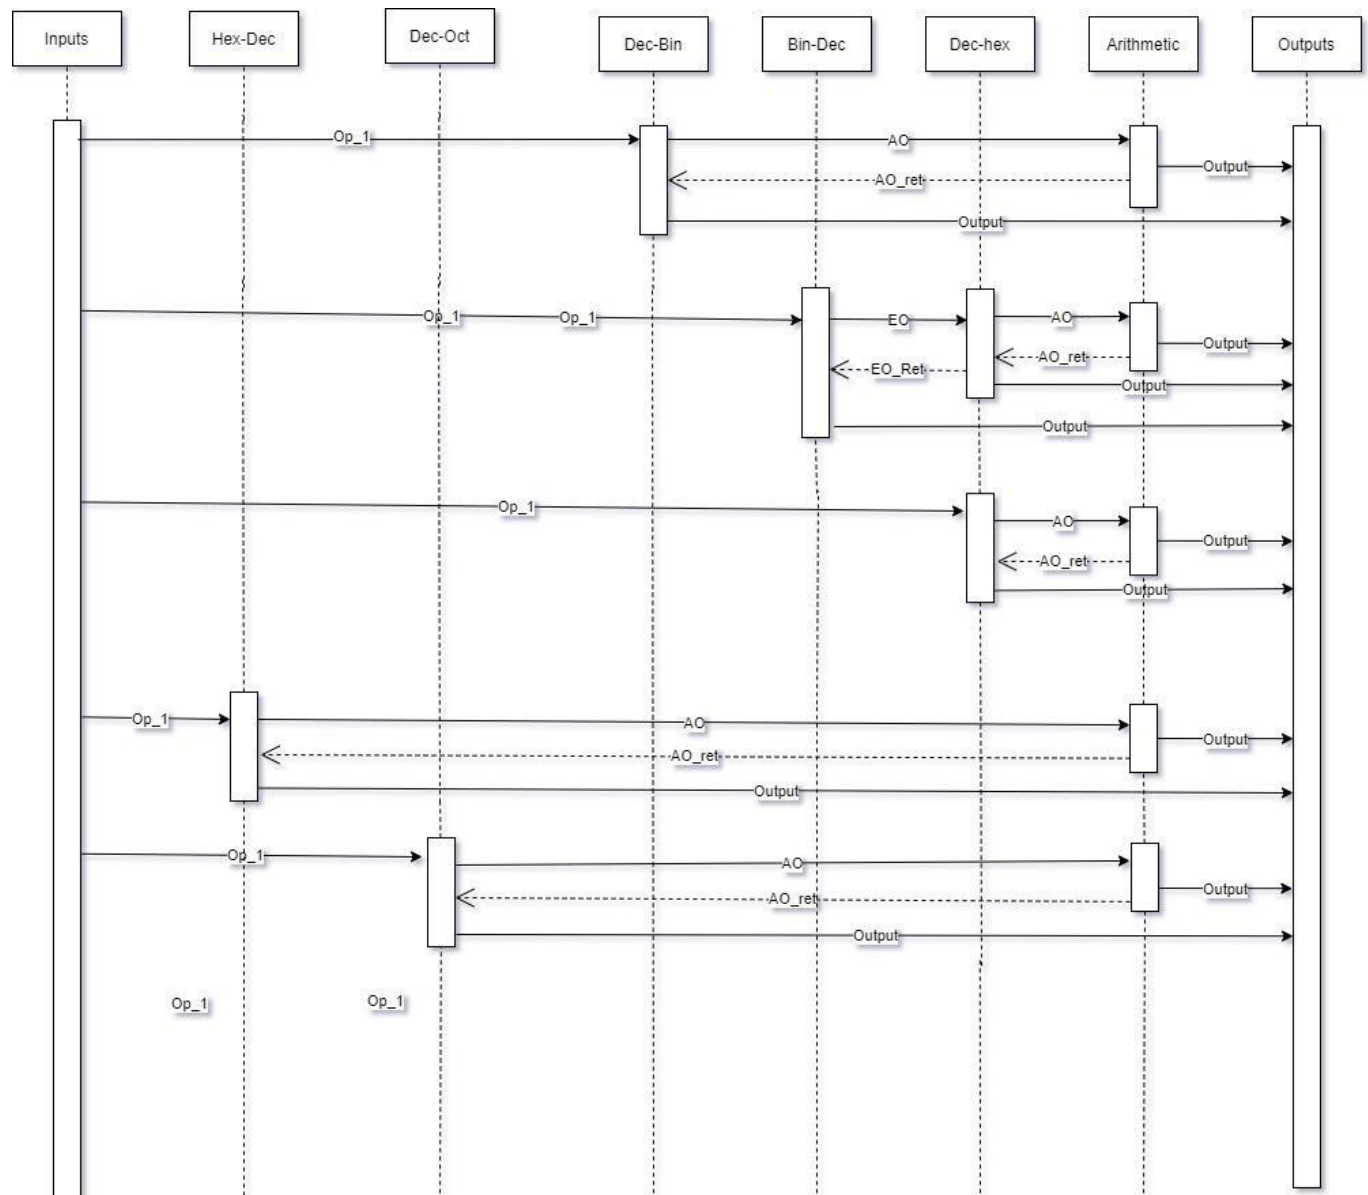 Inputs
Hex-Dec
Dec-Oct
Dec-Bin
Bin-Dec
Dec-hex
Arithmetic
Outputs
Op_1
AO
Output
AO_ret
Output
Op_1
Op_1
EO
AO
Output
AO_ret
EO_Ret
Output
Output
Op_1
AO
Output
AO_ret
Output
Op_1
AO
Output
AO_ret
Output
Op_1
AO
Output
AO_ret
Output
Op_1
Op_1